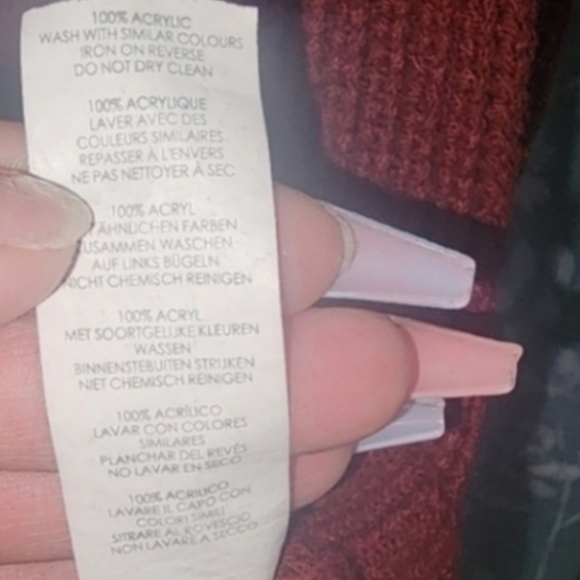 100% ACRYLIC
WASH WITH SIMILAR COLOURS
IRON ON REVERSE
DO NOT DRY CLEAN
100% ACRYLIQUE
LAVER AVEC DES
COULEURS SIMILAIRES
REPASSER À L'ENVERS
NE PAS NETTOYER À SEC
100% ACRYL
ÄHNLICHEN FARBEN
ZUSAMMEN WASCHEN
AUF LINKS BÜGELN
NICHT CHEMISCH REINIGEN
100% ACRYL
MET SOORTGELIJKE KLEUREN
WASSEN
BINNENSTEBUITEN STRIJKEN
NIET CHEMISCH REINIGEN
100% ACRÍLICO
LAVAR CON COLORES
SIMILARES
PLANCHAR DEL REVÉS
NO LAVAR EN SECO
100% ACRILICO
LAVARE IL CAPO CON
COLORI SIMILI
STIRARE AL ROVESCIO
NON LAVARE A SECCO